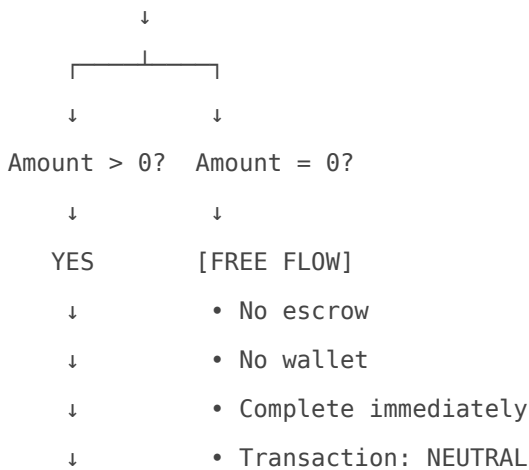 ↓
┌─────┴─────┐
↓ ↓
Amount > 0? Amount = 0?
↓ ↓
YES [FREE FLOW]
↓ • No escrow
↓ • No wallet
↓ • Complete immediately
↓ • Transaction: NEUTRAL